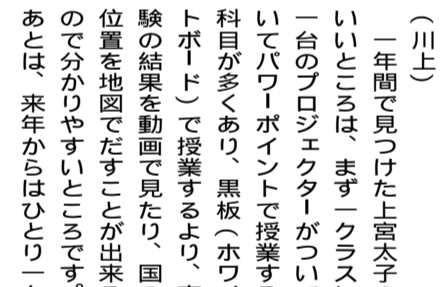 (川上)
一年間で見つけた上宮太子
いいところは、まず一クラス
一台のプロジェクターがつい
いてパワーポイントで授業す
科目が多くあり、黒板(ホワ
トボード)で授業するより、
験の結果を動画で見たり、国
位置を地図でだすことが出来
ので分かりやすいところです。
あとは、来年からはひとり一